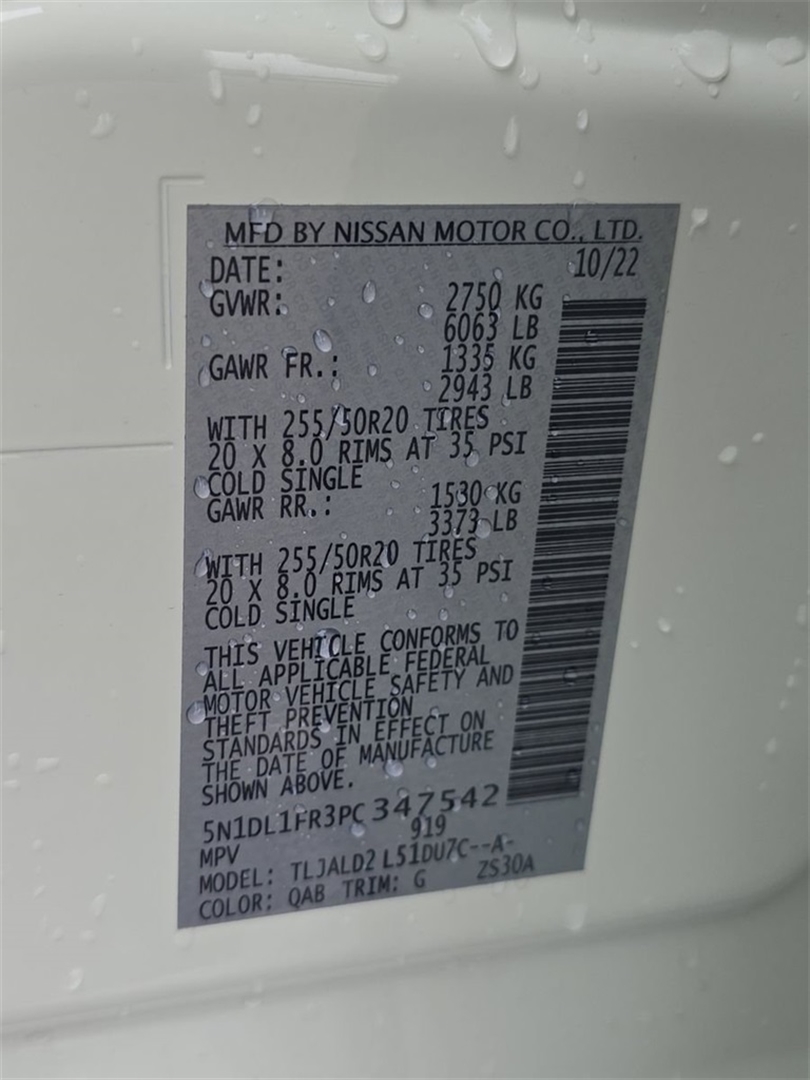 MFD BY NISSAN MOTOR CO., LTD.
DATE: 10/22
GVWR: 2750 KG
6063 LB
GAWR FR.: 1335 KG
2943 LB
WITH 255/50R20 TIRES
20 X 8.0 RIMS AT 35 PSI
COLD SINGLE
GAWR RR.: 1530 KG
3373 LB
WITH 255/50R20 TIRES
20 X 8.0 RIMS AT 35 PSI
COLD SINGLE
THIS VEHICLE CONFORMS TO
ALL APPLICABLE FEDERAL
MOTOR VEHICLE SAFETY AND
THEFT PREVENTION
STANDARDS IN EFFECT ON
THE DATE OF MANUFACTURE
SHOWN ABOVE.
5N1DL1FR3PC347542
MPV 919
MODEL: TLJALD2 L51DU7C--A-
COLOR: QAB TRIM: G ZS30A